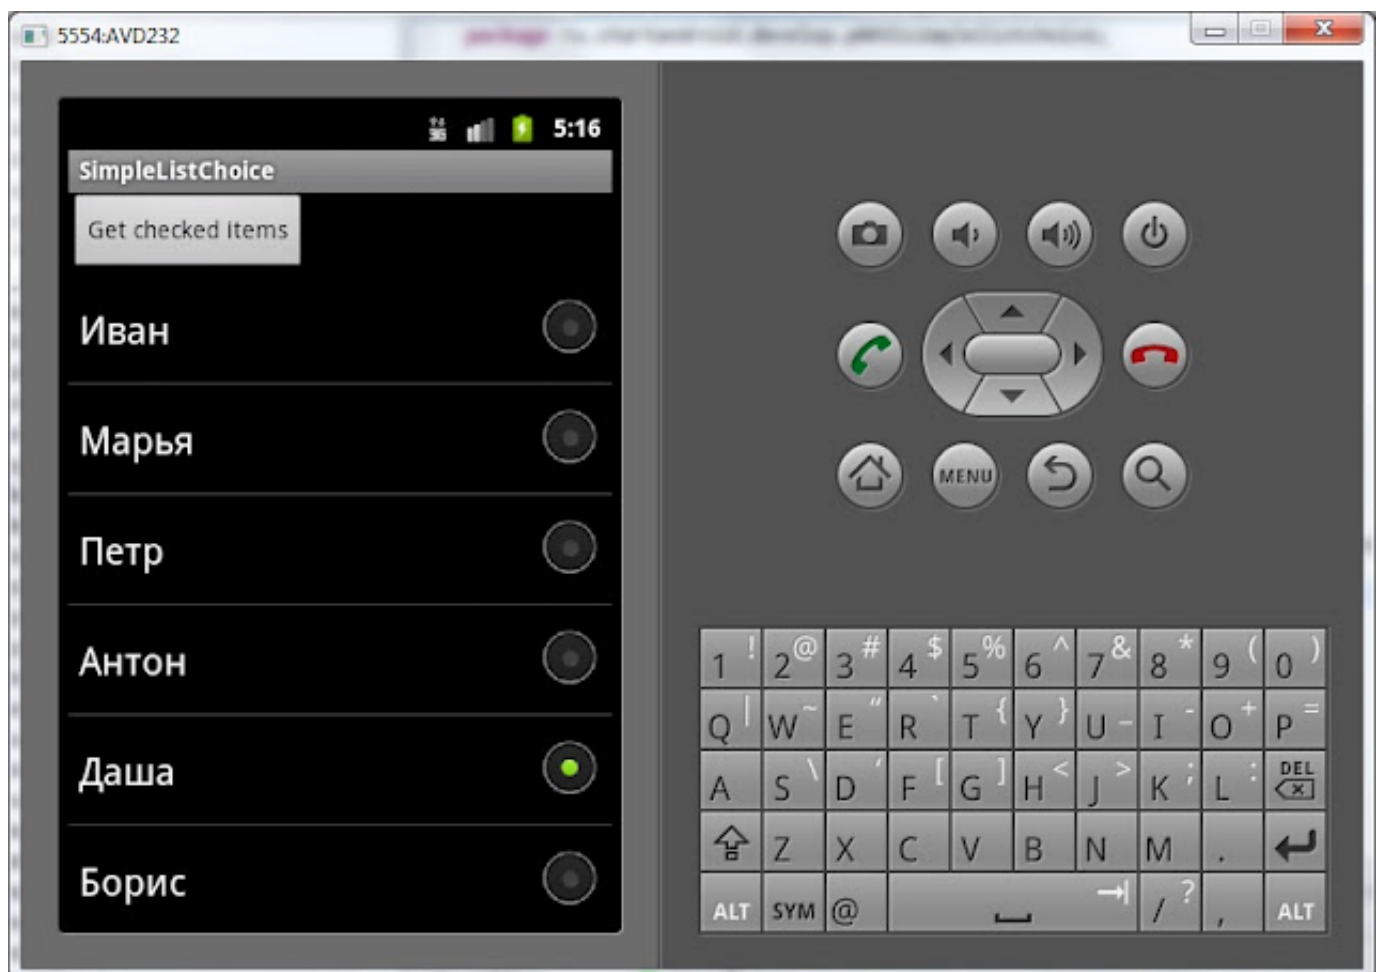 5554:AVD232
3G 5:16
SimpleListChoice
Get checked items
Иван
Марья
Петр
Антон
Даша
Борис
MENU
1 ! 2 @ 3 # 4 $ 5 % 6 ^ 7 & 8 * 9 ( 0 )
Q | W ~ E " R ` T { Y } U _ I - O + P =
A S \ D ' F [ G ] H < J > K ; L : DEL
Z X C V B N M .
ALT SYM @ / ? , ALT